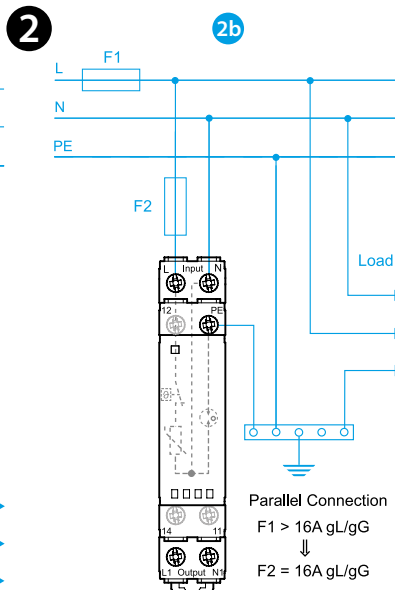 2
2b
F1
L
N
PE
F2
L Input N
12 PE
Load
14 11
L1 Output N1
Parallel Connection
F1 > 16A gL/gG
⇓
F2 = 16A gL/gG